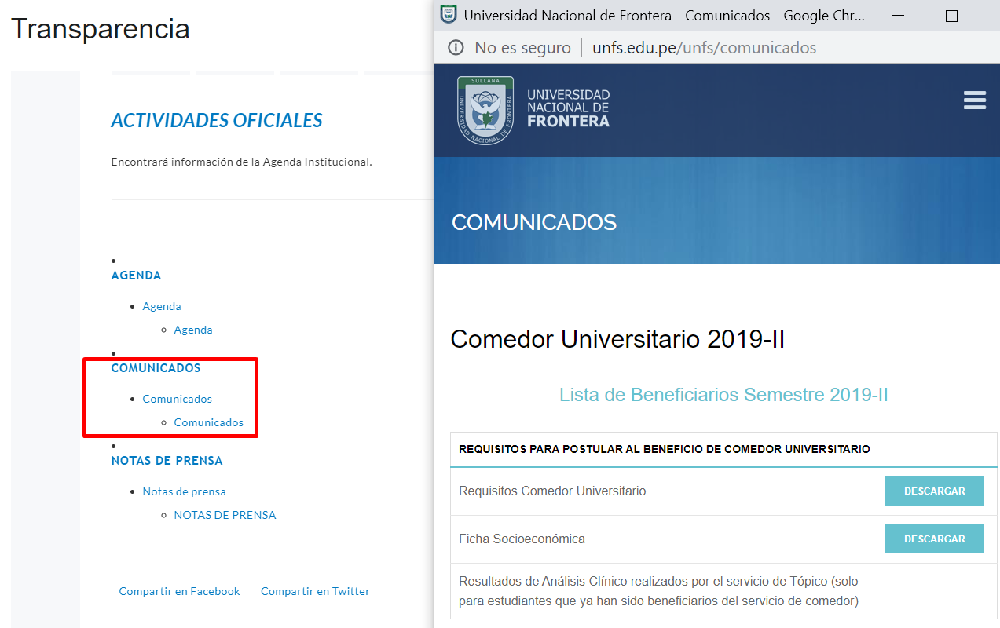 Transparencia
ACTIVIDADES OFICIALES
Encontrará información de la Agenda Institucional.
AGENDA
Agenda
Agenda
COMUNICADOS
Comunicados
Comunicados
NOTAS DE PRENSA
Notas de prensa
NOTAS DE PRENSA
Compartir en Facebook
Compartir en Twitter
Universidad Nacional de Frontera - Comunicados - Google Chr...
No es seguro
unfs.edu.pe/unfs/comunicados
SULLANA
UNIVERSIDAD NACIONAL DE FRONTERA
UNIVERSIDAD
NACIONAL DE
FRONTERA
COMUNICADOS
Comedor Universitario 2019-II
Lista de Beneficiarios Semestre 2019-II
REQUISITOS PARA POSTULAR AL BENEFICIO DE COMEDOR UNIVERSITARIO
Requisitos Comedor Universitario
DESCARGAR
Ficha Socioeconómica
DESCARGAR
Resultados de Análisis Clínico realizados por el servicio de Tópico (solo
para estudiantes que ya han sido beneficiarios del servicio de comedor)